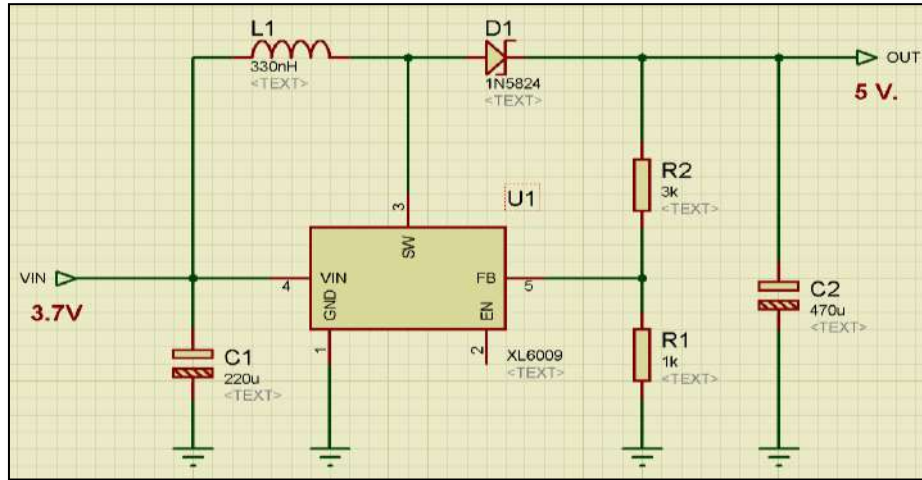 L1
330nH
<TEXT>
D1
1N5824
<TEXT>
OUT
5 V.
R2
3k
<TEXT>
U1
3
SW
VIN
3.7V
4
VIN
FB
5
GND
EN
1
2
XL6009
<TEXT>
C1
220u
<TEXT>
R1
1k
<TEXT>
C2
470u
<TEXT>